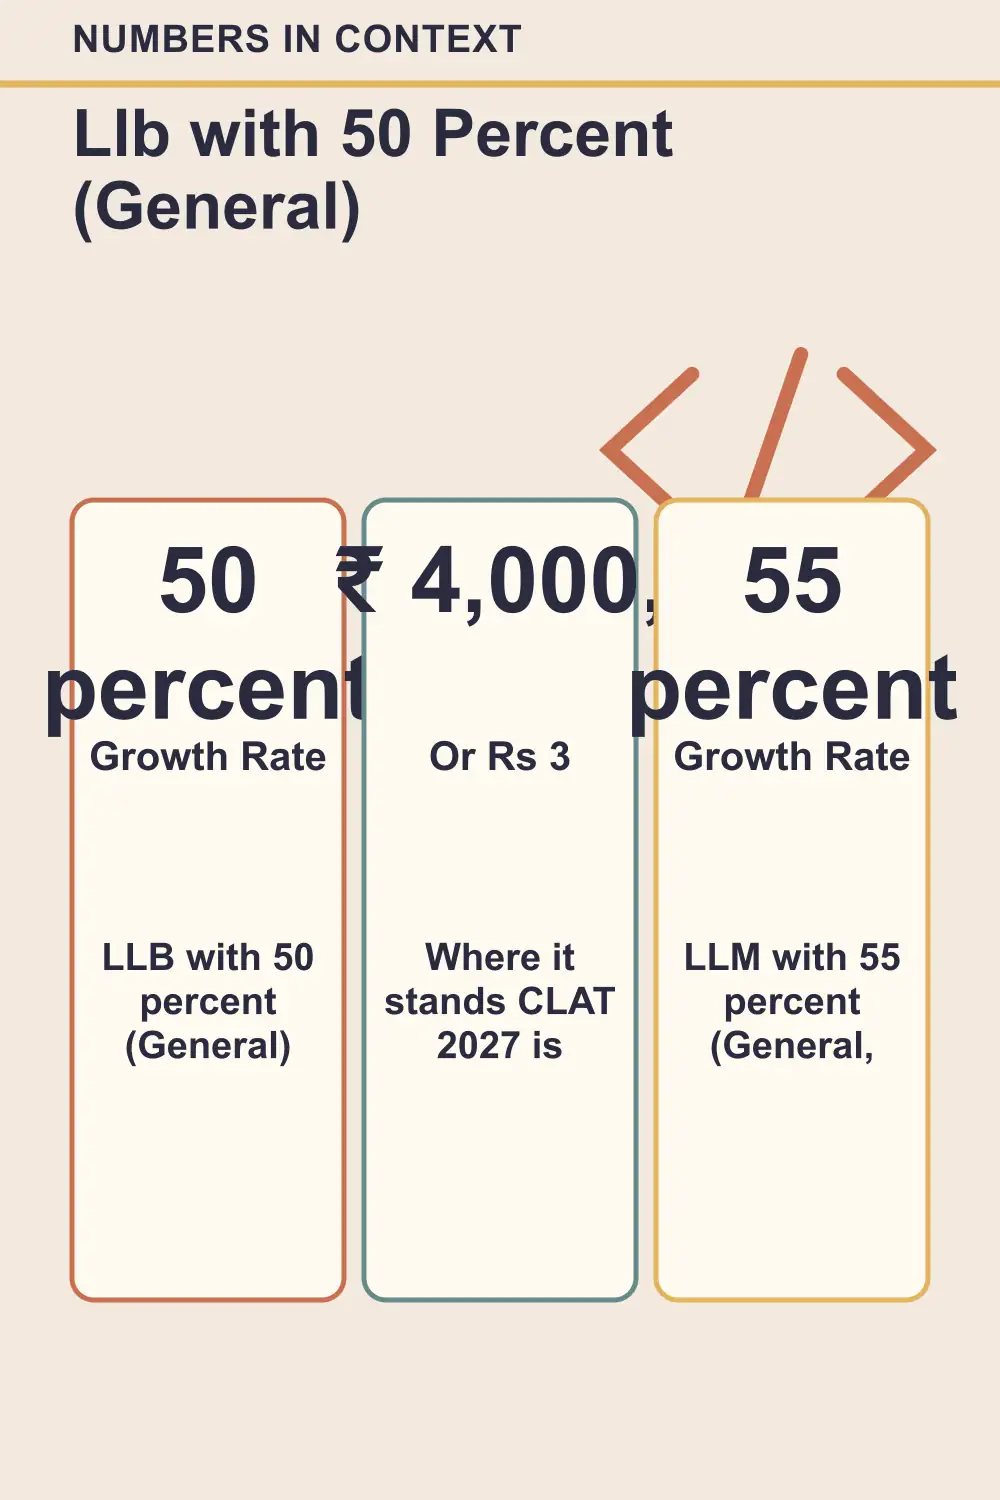 NUMBERS IN CONTEXT
Llb with 50 Percent
(General)
50
percent
Growth Rate
LLB with 50
percent
(General)
₹ 4,000,
Or Rs 3
Where it
stands CLAT
2027 is
55
percent
Growth Rate
LLM with 55
percent
(General,